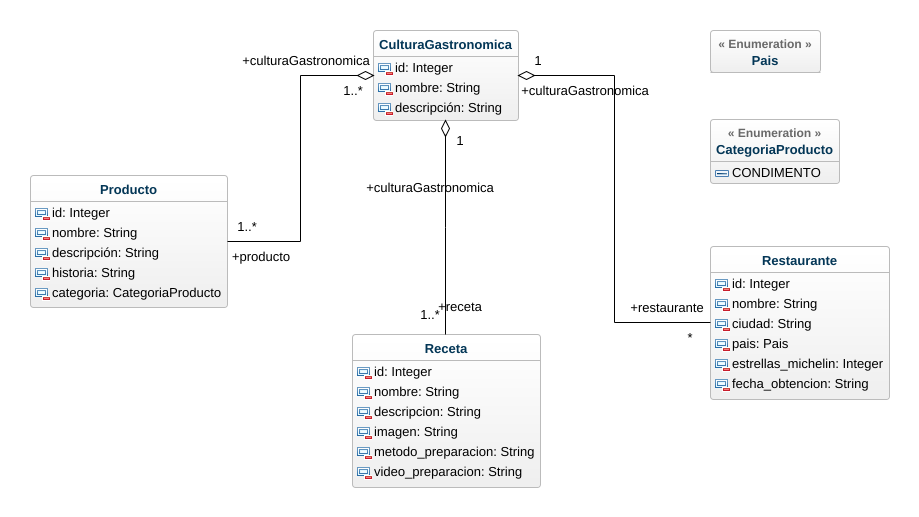 CulturaGastronomica
id: Integer
nombre: String
descripción: String
« Enumeration »
Pais
« Enumeration »
CategoriaProducto
CONDIMENTO
+culturaGastronomica
1..*
1
+culturaGastronomica
1
+culturaGastronomica
Producto
id: Integer
nombre: String
descripción: String
historia: String
categoria: CategoriaProducto
1..*
+producto
+receta
1..*
+restaurante
*
Restaurante
id: Integer
nombre: String
ciudad: String
pais: Pais
estrellas_michelin: Integer
fecha_obtencion: String
Receta
id: Integer
nombre: String
descripcion: String
imagen: String
metodo_preparacion: String
video_preparacion: String